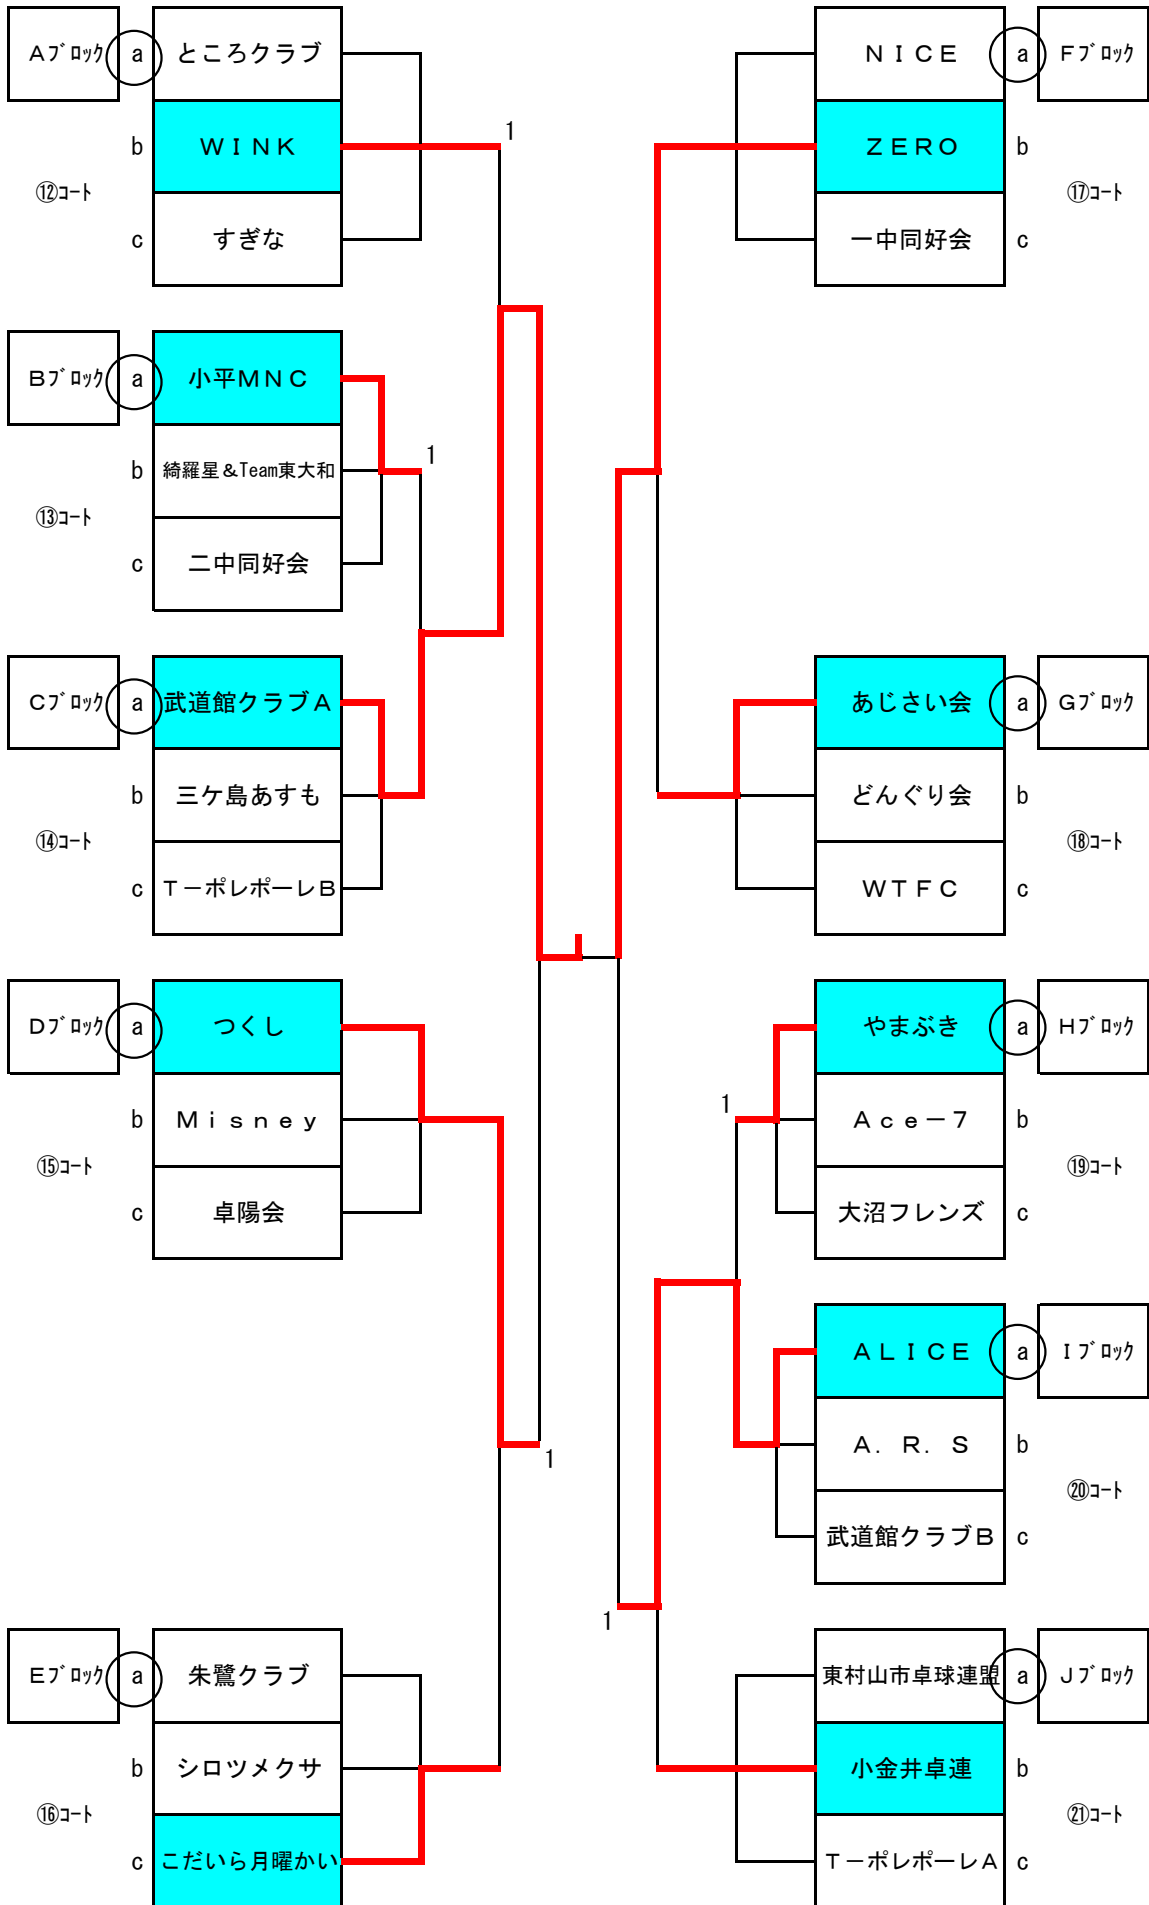 Aﾌﾞﾛｯｸ a ところクラブ
b ＷＩＮＫ
⑫ｺｰﾄ
c すぎな
1
Bﾌﾞﾛｯｸ a 小平ＭＮＣ
b 綺羅星＆Team東大和
1
⑬ｺｰﾄ
c 二中同好会
Cﾌﾞﾛｯｸ a 武道館クラブＡ
b 三ケ島あすも
⑭ｺｰﾄ
c Ｔ－ポレポーレＢ
Dﾌﾞﾛｯｸ a つくし
b Ｍｉｓｎｅｙ
⑮ｺｰﾄ
c 卓陽会
1
Eﾌﾞﾛｯｸ a 朱鷺クラブ
b シロツメクサ
⑯ｺｰﾄ
c こだいら月曜かい
ＮＩＣＥ a Fﾌﾞﾛｯｸ
ＺＥＲＯ b
⑰ｺｰﾄ
一中同好会 c
あじさい会 a Gﾌﾞﾛｯｸ
どんぐり会 b
⑱ｺｰﾄ
ＷＴＦＣ c
やまぶき a Hﾌﾞﾛｯｸ
1
Ａｃｅ－７ b
⑲ｺｰﾄ
大沼フレンズ c
ＡＬＩＣＥ a Iﾌﾞﾛｯｸ
Ａ．Ｒ．Ｓ b
⑳ｺｰﾄ
武道館クラブＢ c
1
東村山市卓球連盟 a Jﾌﾞﾛｯｸ
小金井卓連 b
㉑ｺｰﾄ
Ｔ－ポレポーレＡ c